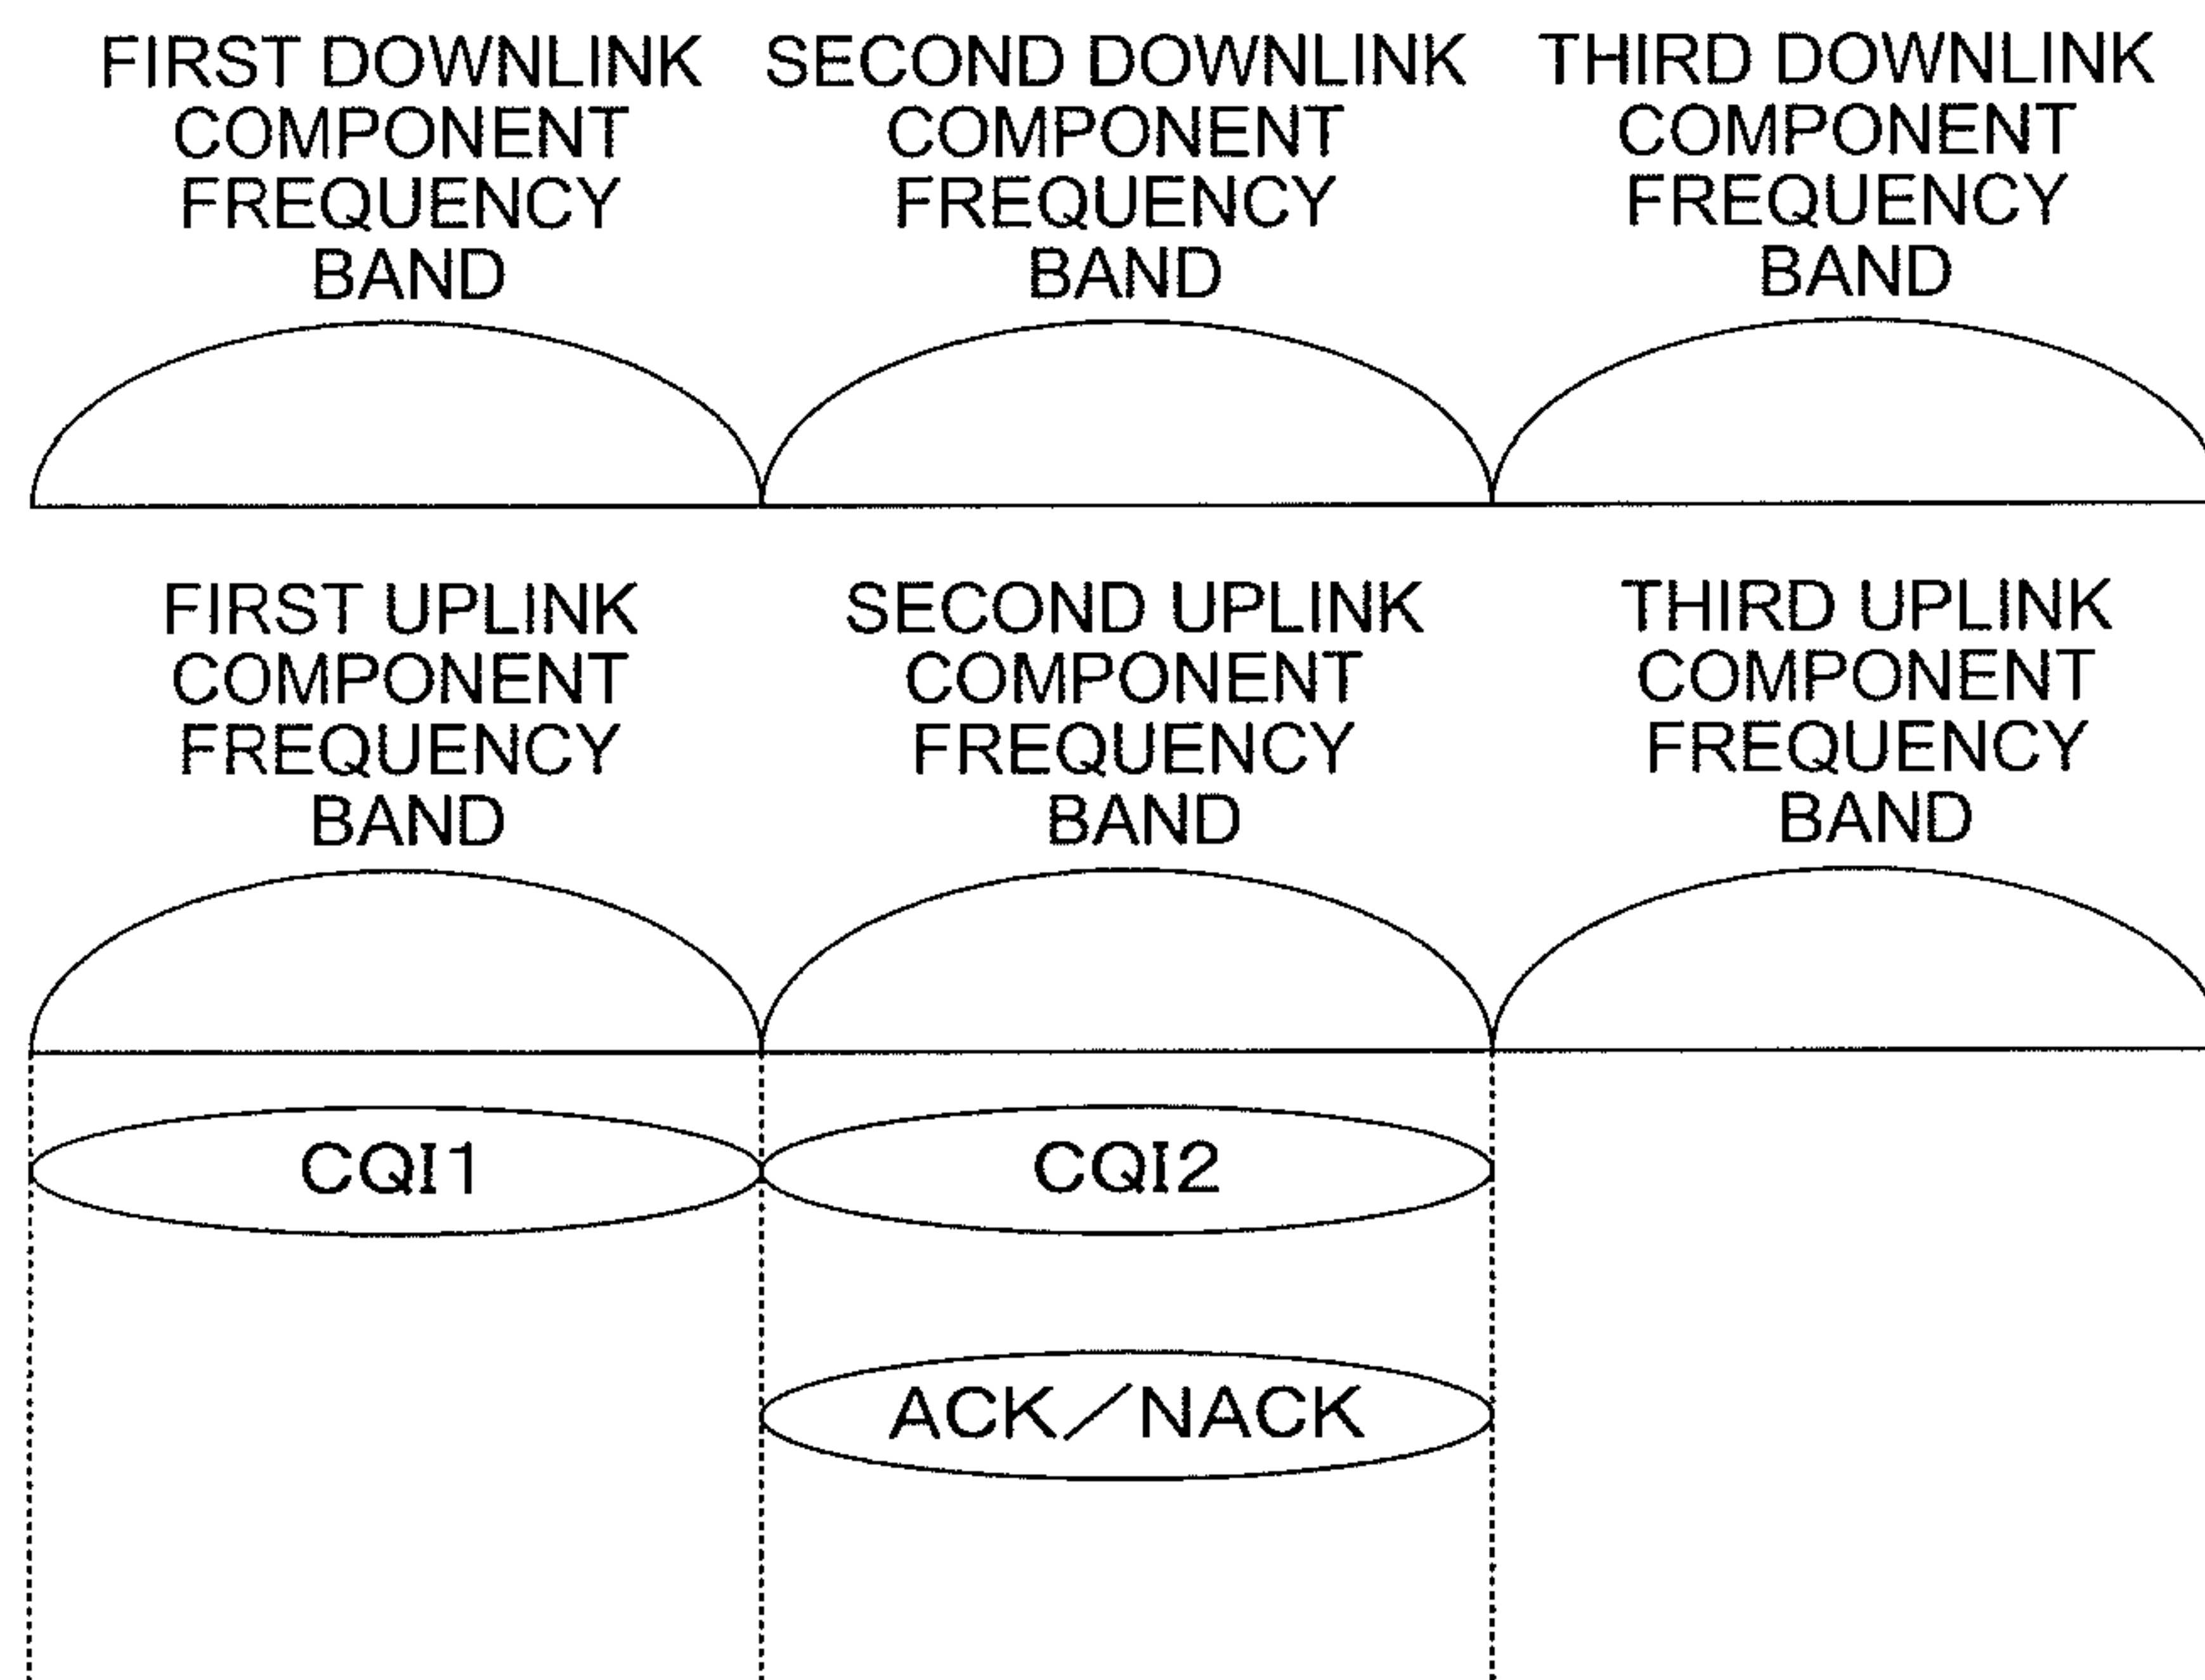 FIRST DOWNLINK
COMPONENT
FREQUENCY
BAND
SECOND DOWNLINK
COMPONENT
FREQUENCY
BAND
THIRD DOWNLINK
COMPONENT
FREQUENCY
BAND
FIRST UPLINK
COMPONENT
FREQUENCY
BAND
SECOND UPLINK
COMPONENT
FREQUENCY
BAND
THIRD UPLINK
COMPONENT
FREQUENCY
BAND
CQI1
CQI2
ACK/NACK